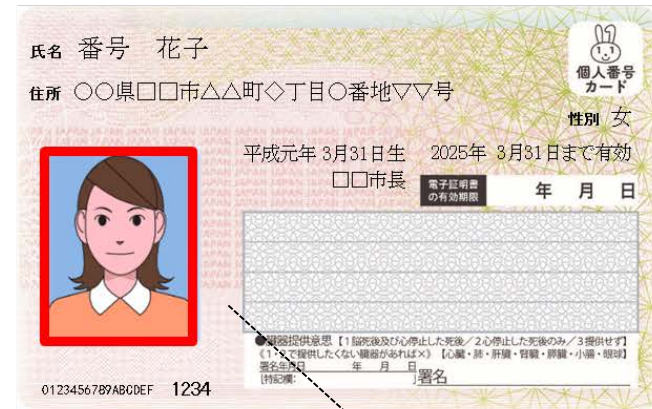 氏名 番号 花子
個人番号
カード
住所 ○○県□□市△△町◇丁目○番地▽▽号
性別 女
平成元年 3月31日生 2025年 3月31日まで有効
□□市長 電子証明書の有効期限 年 月 日
●臓器提供意思【1 脳死後及び心停止した死後/2 心停止した死後のみ/3 提供せず】
《1・2で提供したくない臓器があれば×》【心臓・肺・肝臓・腎臓・膵臓・小腸・眼球】
署名年月日 年 月 日
[特記欄: ] 署名
0123456789ABCDEF 1234